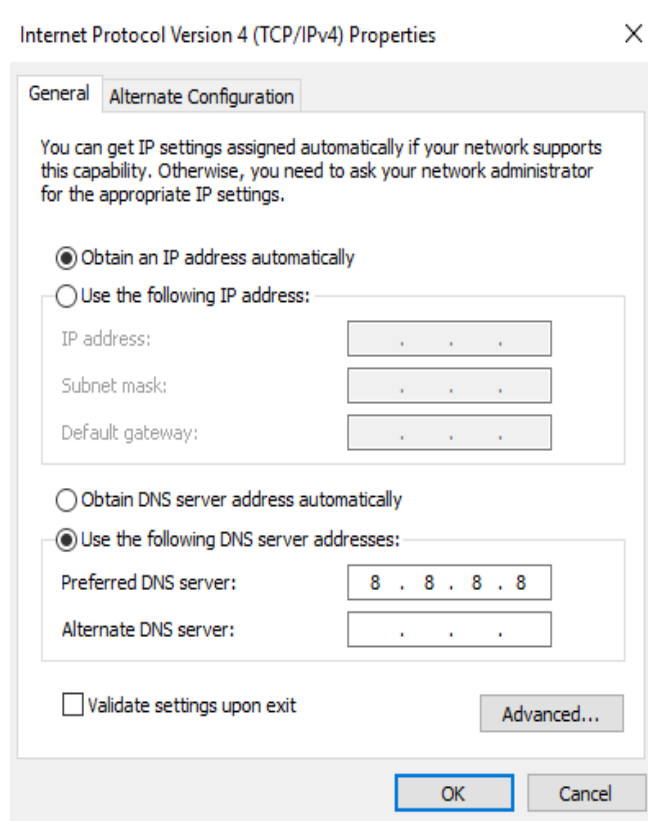 Internet Protocol Version 4 (TCP/IPv4) Properties
General
Alternate Configuration
You can get IP settings assigned automatically if your network supports
this capability. Otherwise, you need to ask your network administrator
for the appropriate IP settings.
Obtain an IP address automatically
Use the following IP address:
IP address: . . .
Subnet mask: . . .
Default gateway: . . .
Obtain DNS server address automatically
Use the following DNS server addresses:
Preferred DNS server: 8 . 8 . 8 . 8
Alternate DNS server: . . .
Validate settings upon exit
Advanced...
OK
Cancel